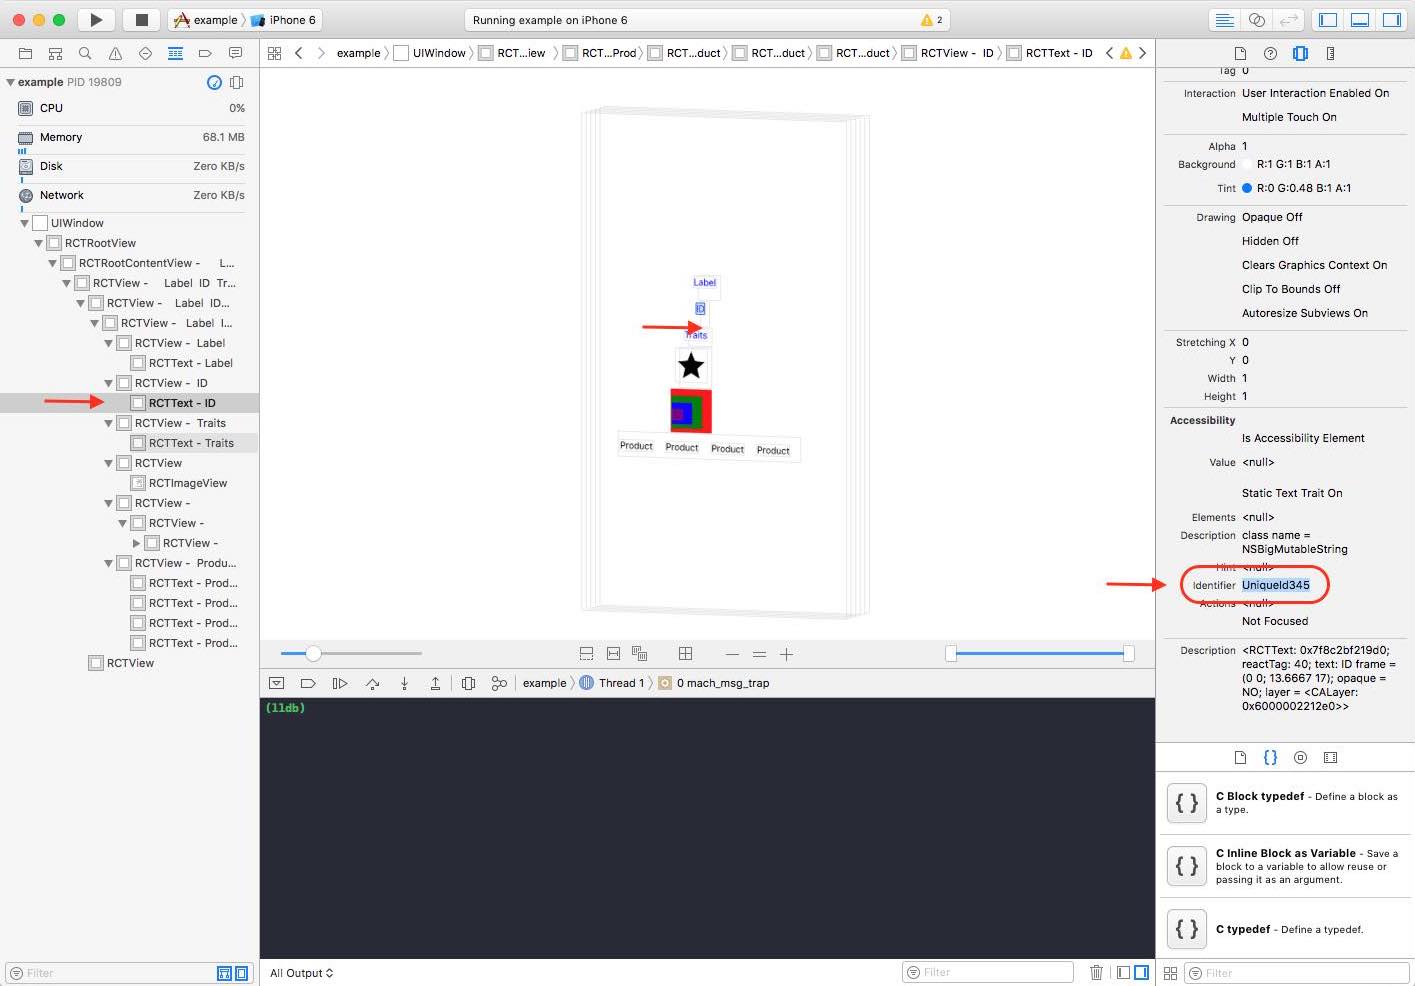 example iPhone 6
Running example on iPhone 6
2
example PID 19809
CPU 0%
Memory 68.1 MB
Disk Zero KB/s
Network Zero KB/s
UIWindow
RCTRootView
RCTRootContentView - L...
RCTView - Label ID Tr...
RCTView - Label ID...
RCTView - Label I...
RCTView - Label
RCTText - Label
RCTView - ID
RCTText - ID
RCTView - Traits
RCTText - Traits
RCTView
RCTImageView
RCTView -
RCTView -
RCTView -
RCTView - Produ...
RCTText - Prod...
RCTText - Prod...
RCTText - Prod...
RCTText - Prod...
RCTView
Filter
example UIWindow RCT...iew RCT...Prod RCT...duct RCT...duct RCT...duct RCTView - ID RCTText - ID
Label
ID
Traits
Product Product Product Product
example Thread 1 0 mach_msg_trap
(lldb)
All Output
Filter
Tag 0
Interaction User Interaction Enabled On
Multiple Touch On
Alpha 1
Background R:1 G:1 B:1 A:1
Tint R:0 G:0.48 B:1 A:1
Drawing Opaque Off
Hidden Off
Clears Graphics Context On
Clip To Bounds Off
Autoresize Subviews On
Stretching X 0
Y 0
Width 1
Height 1
Accessibility
Is Accessibility Element
Value <null>
Static Text Trait On
Elements <null>
Description class name =
NSBigMutableString
Hint <null>
Identifier UniqueId345
Actions <null>
Not Focused
Description <RCTText: 0x7f8c2bf219d0;
reactTag: 40; text: ID frame =
(0 0; 13.6667 17); opaque =
NO; layer = <CALayer:
0x6000002212e0>>
{ } C Block typedef - Define a block as
a type.
{ } C Inline Block as Variable - Save a
block to a variable to allow reuse or
passing it as an argument.
{ } C typedef - Define a typedef.
Filter